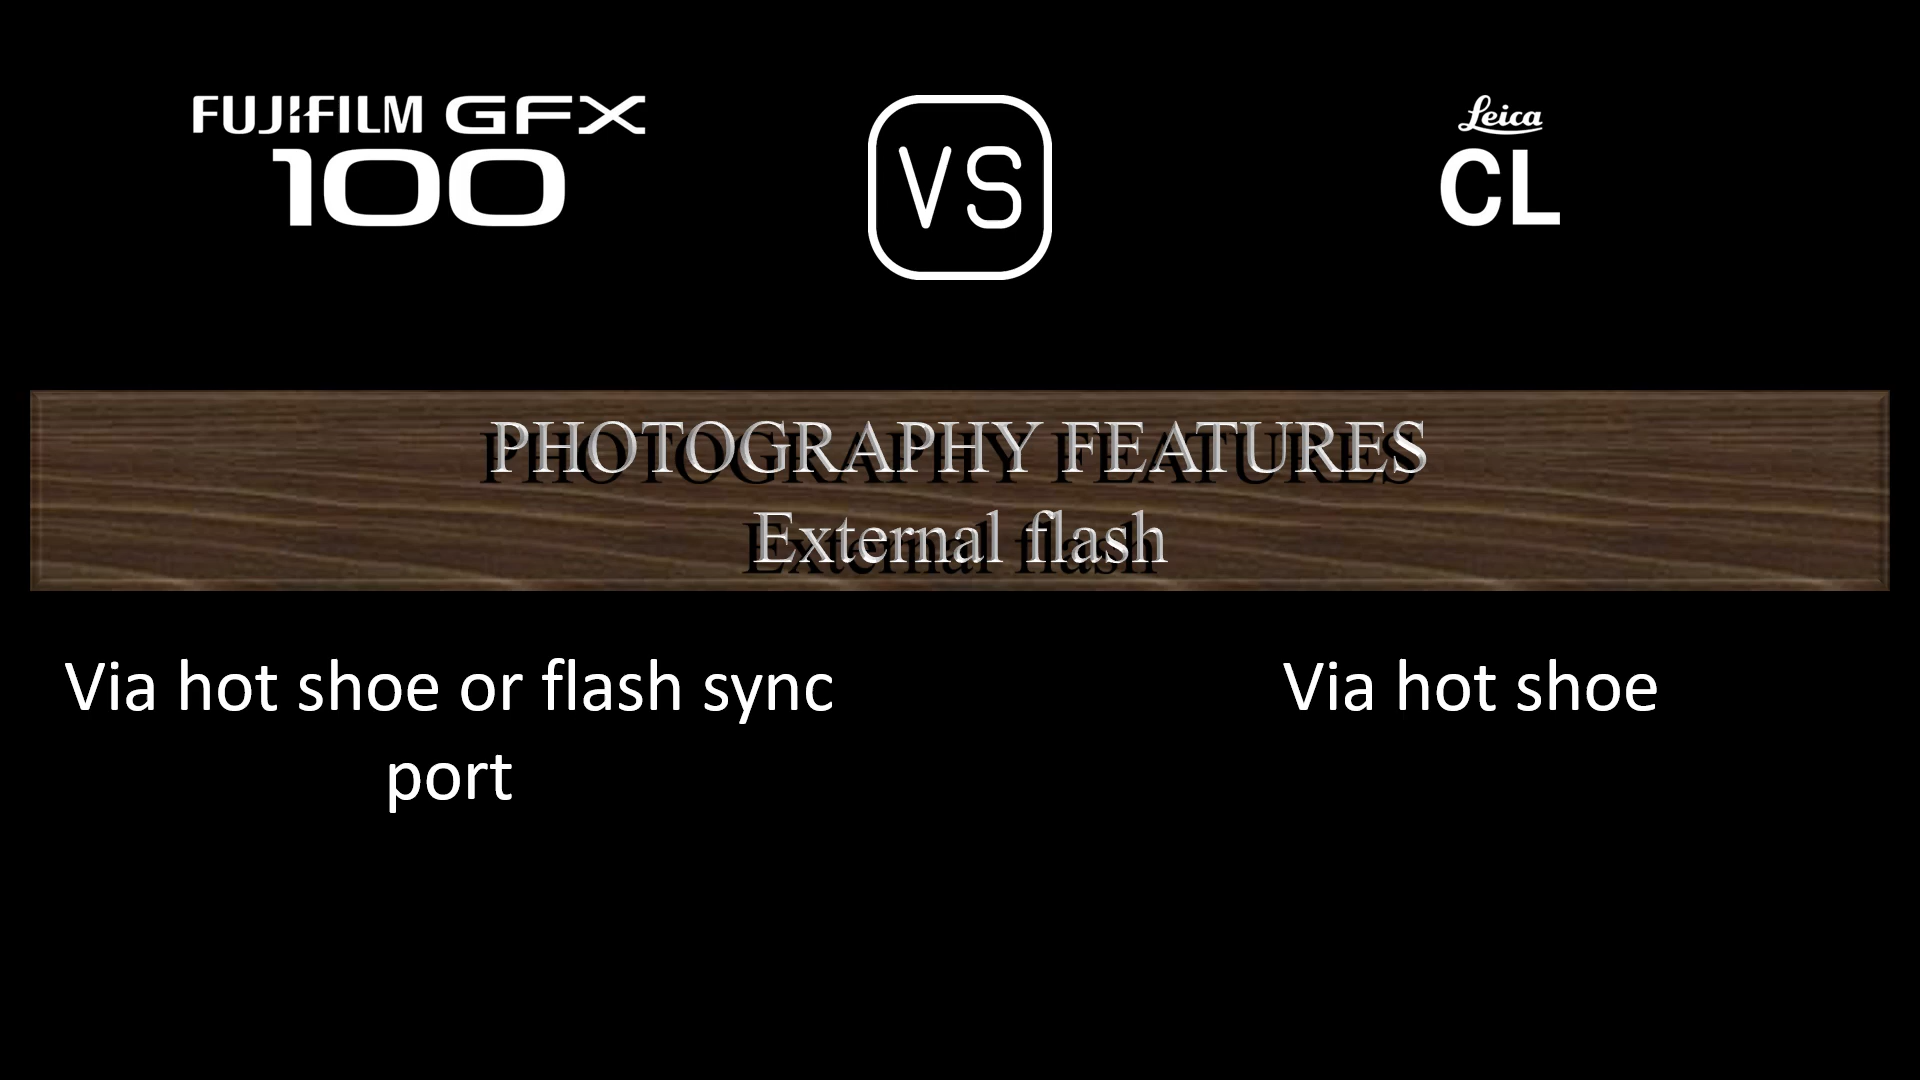 FUJIFILM GFX
100
VS
Leica
CL
PHOTOGRAPHY FEATURES
External flash
Via hot shoe or flash sync
port
Via hot shoe